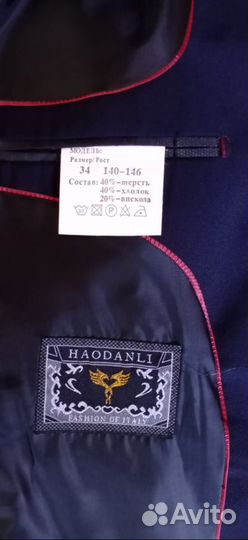 МОДЕЛЬ:
Размер/Рост
34 140-146
Состав: 40%-шерсть
40%-хлопок
20%-вискоза
HAODANLI
FASHION OF ITALY
Avito